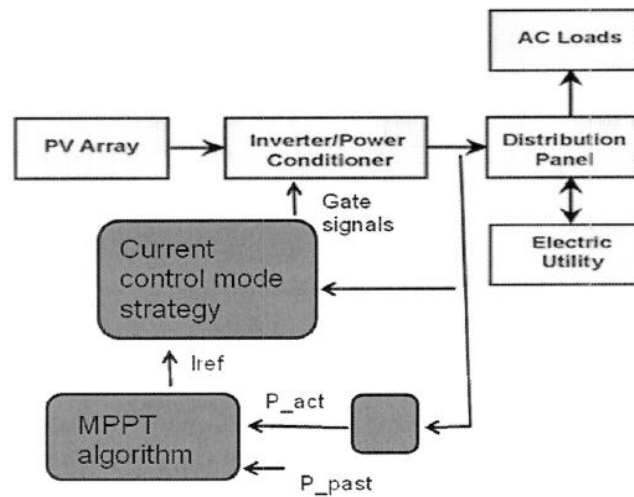 AC Loads
PV Array
Inverter/Power
Conditioner
Distribution
Panel
Gate
signals
Current
control mode
strategy
Electric
Utility
Iref
P_act
MPPT
algorithm
P_past